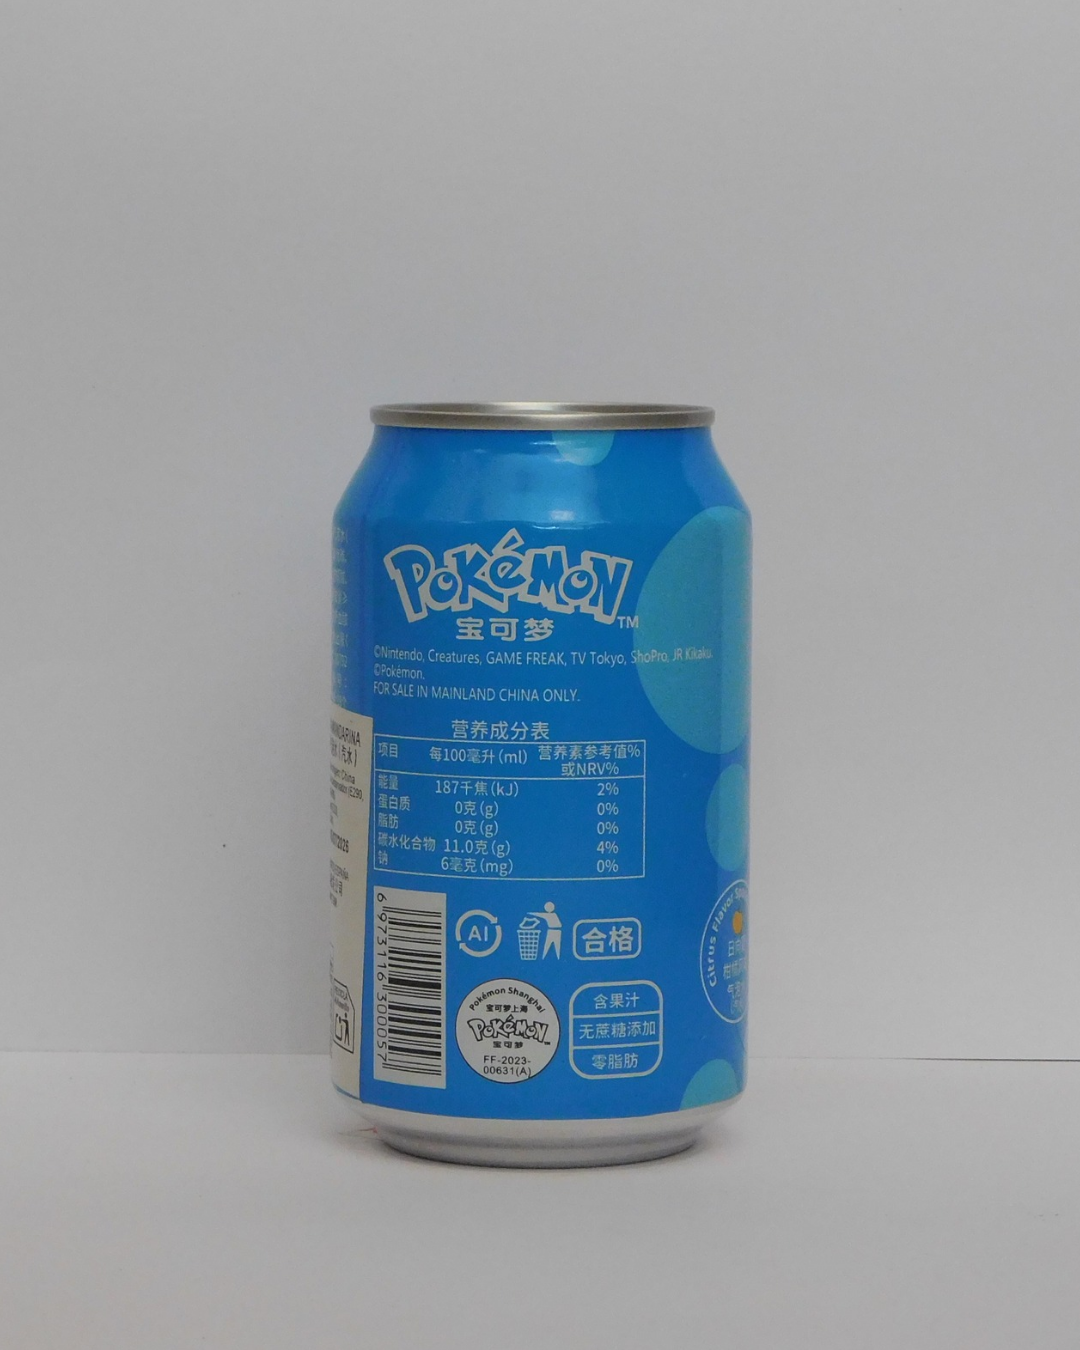 POKéMON TM
宝可梦
©Nintendo, Creatures, GAME FREAK, TV Tokyo, ShoPro, JR Kikaku.
©Pokémon.
FOR SALE IN MAINLAND CHINA ONLY.
营养成分表
项目 每100毫升(ml) 营养素参考值%
或NRV%
能量 187千焦(kJ) 2%
蛋白质 0克(g) 0%
脂肪 0克(g) 0%
碳水化合物 11.0克(g) 4%
钠 6毫克(mg) 0%
6 973116 300057
Al
合格
Pokémon Shanghai
宝可梦上海
POKéMON
宝可梦
FF-2023-
00631(A)
含果汁
无蔗糖添加
零脂肪
Citrus Flavor